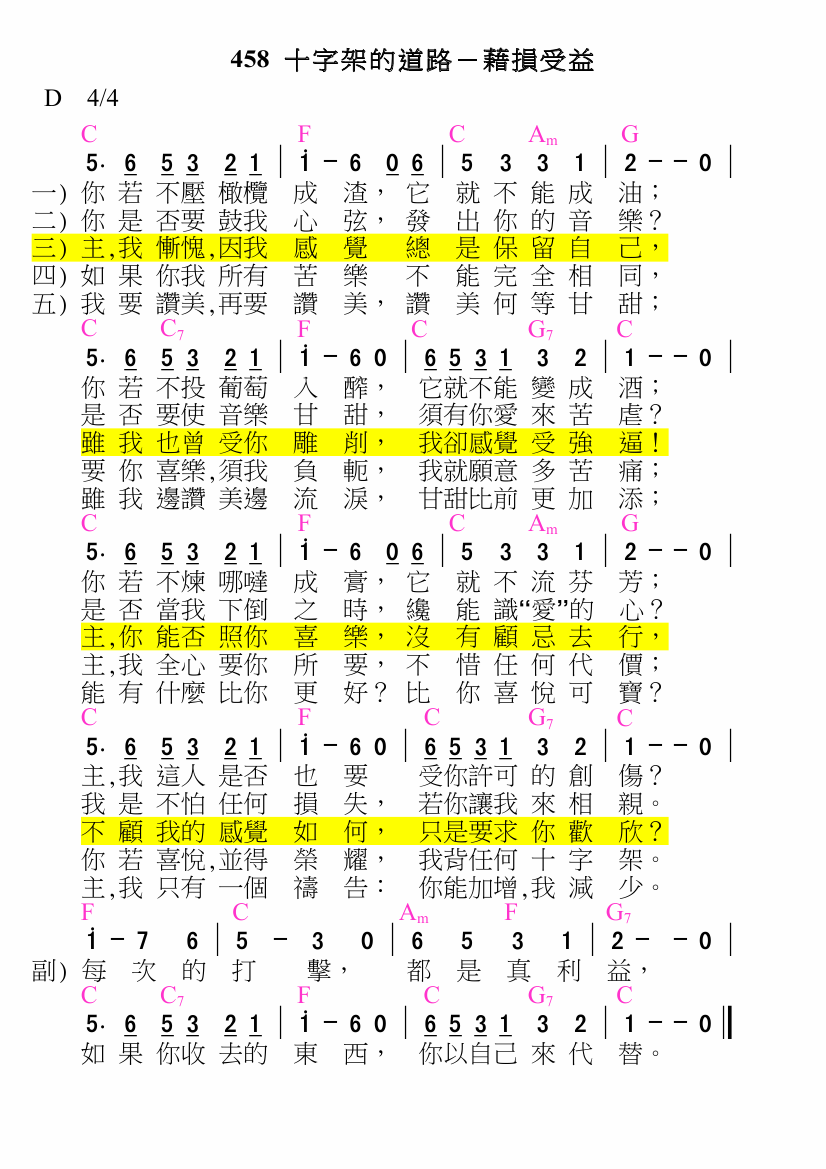 458 十字架的道路－藉損受益
D 4/4
C F C Am G
5· 6 5 3 2 1 | i － 6 0 6 | 5 3 3 1 | 2 － － 0 |
一) 你 若 不壓 橄欖 成 渣， 它 就 不 能 成 油；
二) 你 是 否要 鼓我 心 弦， 發 出 你 的 音 樂？
三) 主,我 慚愧,因我 感 覺 總 是 保 留 自 己，
四) 如 果 你我 所有 苦 樂 不 能 完 全 相 同，
五) 我 要 讚美,再要 讚 美， 讚 美 何 等 甘 甜；
C C7 F C G7 C
5· 6 5 3 2 1 | i － 6 0 | 6 5 3 1 3 2 | 1 － － 0 |
你 若 不投 葡萄 入 醡， 它就不能 變 成 酒；
是 否 要使 音樂 甘 甜， 須有你愛 來 苦 虐？
雖 我 也曾 受你 雕 削， 我卻感覺 受 強 逼！
要 你 喜樂,須我 負 軛， 我就願意 多 苦 痛；
雖 我 邊讚 美邊 流 淚， 甘甜比前 更 加 添；
C F C Am G
5· 6 5 3 2 1 | i － 6 0 6 | 5 3 3 1 | 2 － － 0 |
你 若 不煉 哪噠 成 膏， 它 就 不 流 芬 芳；
是 否 當我 下倒 之 時， 纔 能 識“愛”的 心？
主,你 能否 照你 喜 樂， 沒 有 顧 忌 去 行，
主,我 全心 要你 所 要， 不 惜 任 何 代 價；
能 有 什麼 比你 更 好？ 比 你 喜 悅 可 寶？
C F C G7 C
5· 6 5 3 2 1 | i － 6 0 | 6 5 3 1 3 2 | 1 － － 0 |
主,我 這人 是否 也 要 受你許可 的 創 傷？
我 是 不怕 任何 損 失， 若你讓我 來 相 親。
不 顧 我的 感覺 如 何， 只是要求 你 歡 欣？
你 若 喜悅,並得 榮 耀， 我背任何 十 字 架。
主,我 只有 一個 禱 告： 你能加增,我 減 少。
F C Am F G7
i － 7 6 | 5 － 3 0 | 6 5 3 1 | 2 － － 0 |
副) 每 次 的 打 擊， 都 是 真 利 益，
C C7 F C G7 C
5· 6 5 3 2 1 | i － 6 0 | 6 5 3 1 3 2 | 1 － － 0 ‖
如 果 你收 去的 東 西， 你以自己 來 代 替。